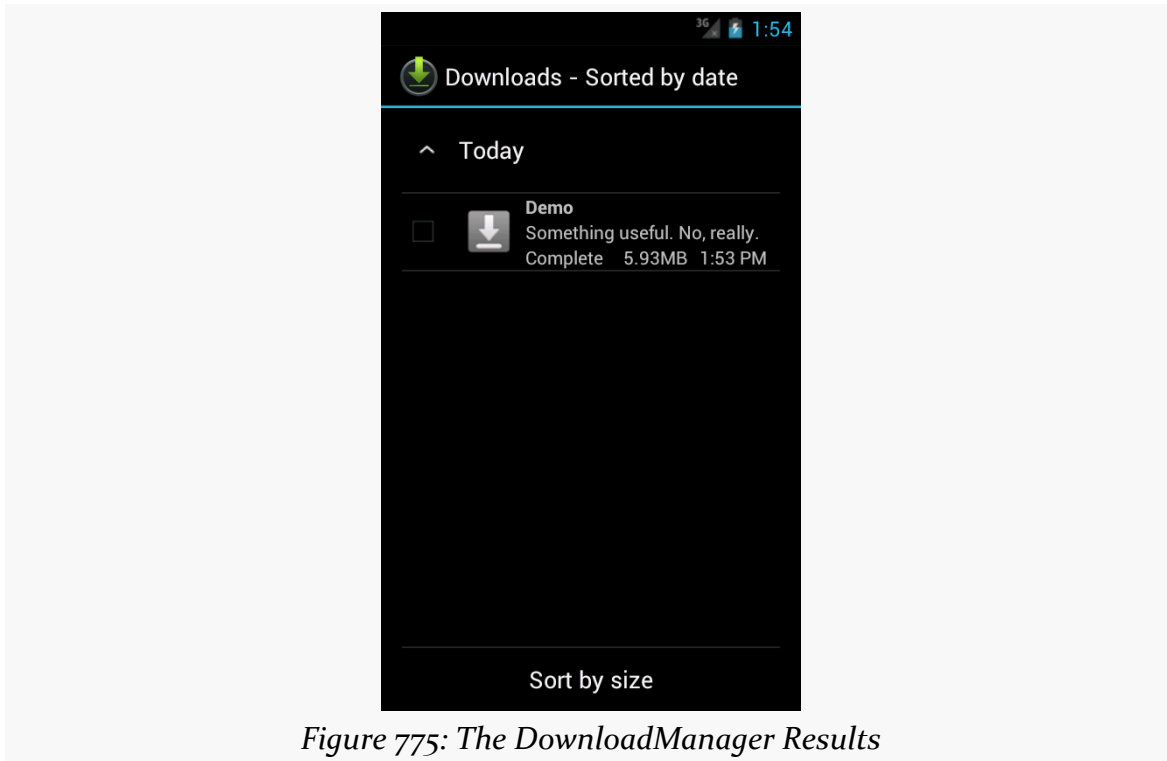 3G 1:54
Downloads - Sorted by date
Today
Demo
Something useful. No, really.
Complete 5.93MB 1:53 PM
Sort by size
Figure 775: The DownloadManager Results